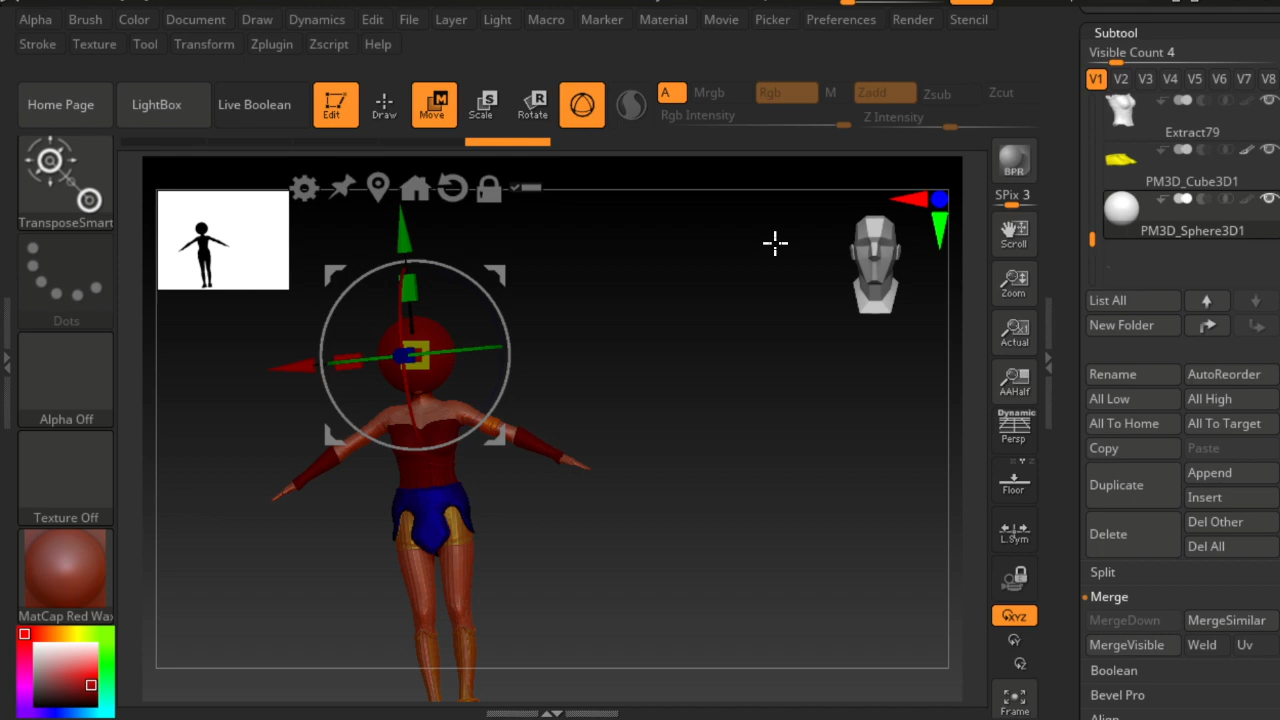 Alpha Brush Color Document Draw Dynamics Edit File Layer Light Macro Marker Material Movie Picker Preferences Render Stencil
Stroke Texture Tool Transform Zplugin Zscript Help
Home Page LightBox Live Boolean Edit Draw Move Scale Rotate
A Mrgb Rgb M Zadd Zsub Zcut
Rgb Intensity Z Intensity
TransposeSmart
Dots
Alpha Off
Texture Off
MatCap Red Wa
BPR
SPix 3
Scroll
Zoom
Actual
AAHalf
Dynamic
Persp
Floor
L.Sym
XYZ
Y
Z
Frame
Subtool
Visible Count 4
V1 V2 V3 V4 V5 V6 V7 V8
Extract79
PM3D_Cube3D1
PM3D_Sphere3D1
List All
New Folder
Rename AutoReorder
All Low All High
All To Home All To Target
Copy Paste
Duplicate Append
Insert
Delete Del Other
Del All
Split
Merge
MergeDown MergeSimilar
MergeVisible Weld Uv
Boolean
Bevel Pro
Align